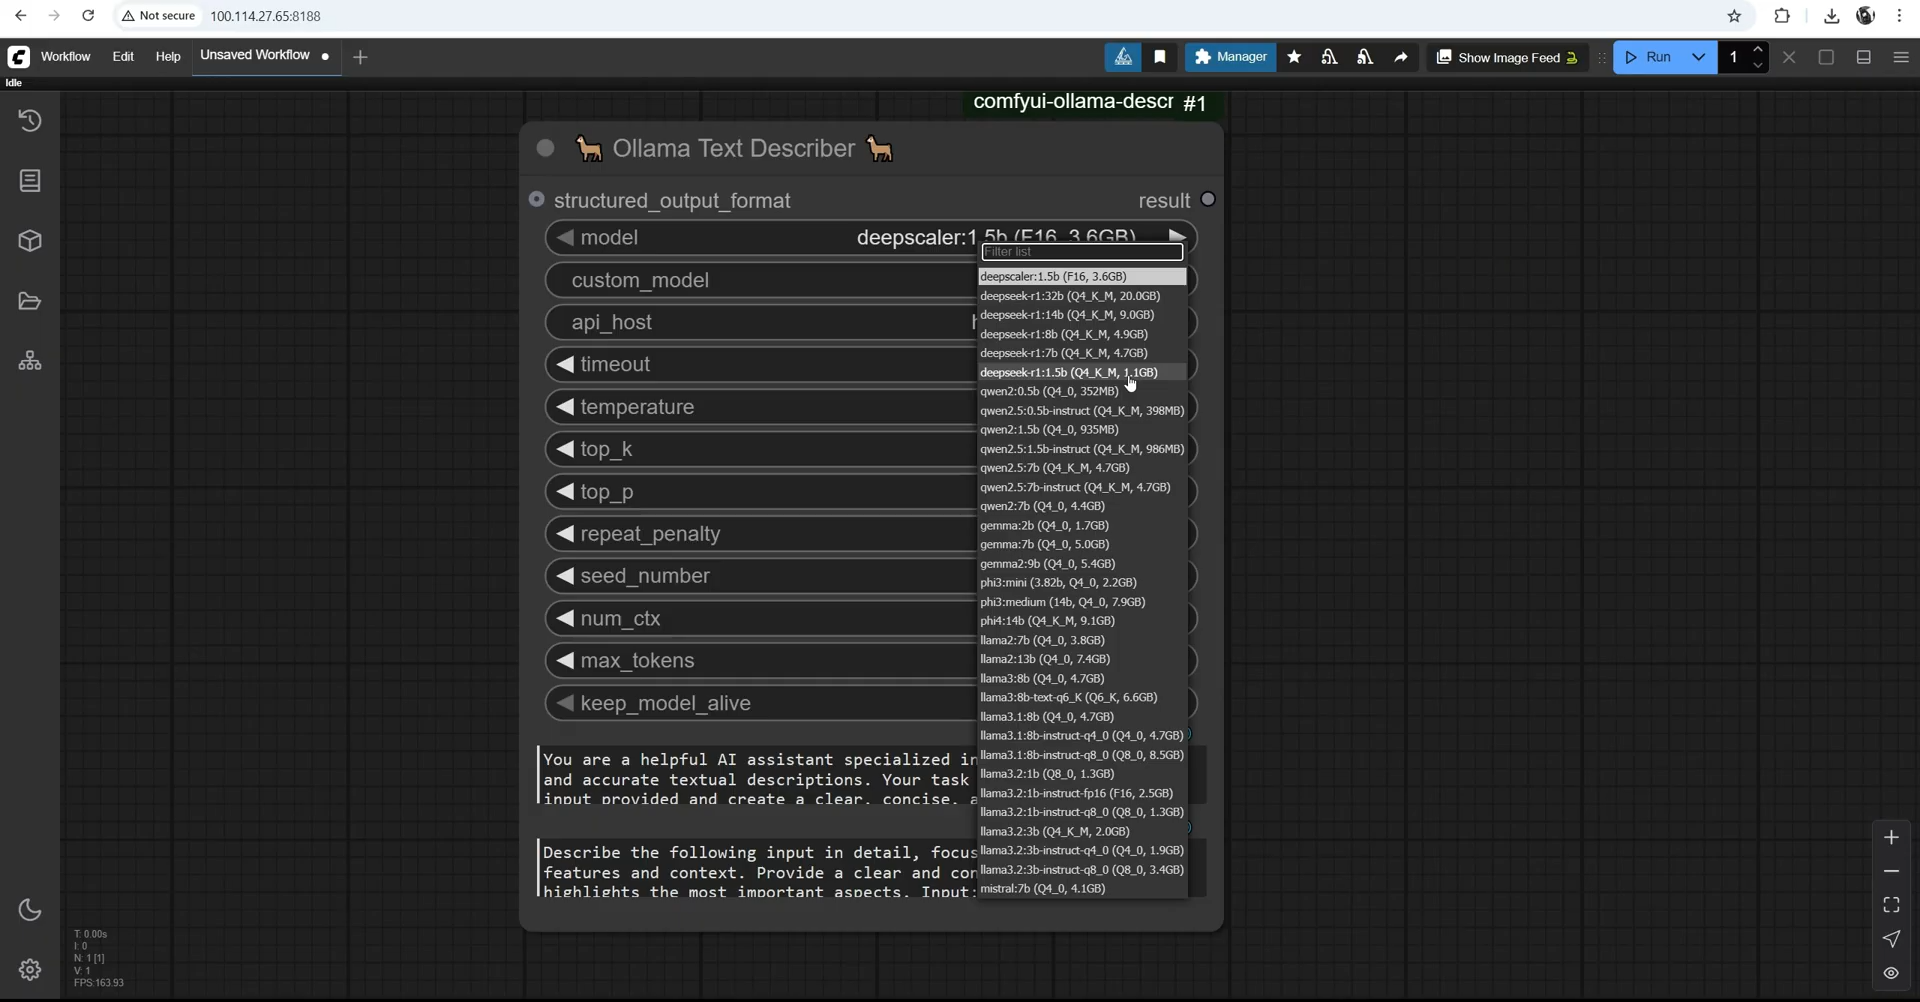 Not secure
100.114.27.65:8188
Workflow
Edit
Help
Unsaved Workflow
Manager
Show Image Feed
Run
1
Idle
comfyui-ollama-descr #1
Ollama Text Describer
structured_output_format
result
model
deepscaler:1.5b (F16, 3.6GB)
Filter list
custom_model
api_host
timeout
temperature
top_k
top_p
repeat_penalty
seed_number
num_ctx
max_tokens
keep_model_alive
deepscaler:1.5b (F16, 3.6GB)
deepseek-r1:32b (Q4_K_M, 20.0GB)
deepseek-r1:14b (Q4_K_M, 9.0GB)
deepseek-r1:8b (Q4_K_M, 4.9GB)
deepseek-r1:7b (Q4_K_M, 4.7GB)
deepseek-r1:1.5b (Q4_K_M, 1.1GB)
qwen2:0.5b (Q4_0, 352MB)
qwen2.5:0.5b-instruct (Q4_K_M, 398MB)
qwen2:1.5b (Q4_0, 935MB)
qwen2.5:1.5b-instruct (Q4_K_M, 986MB)
qwen2.5:7b (Q4_K_M, 4.7GB)
qwen2.5:7b-instruct (Q4_K_M, 4.7GB)
qwen2:7b (Q4_0, 4.4GB)
gemma:2b (Q4_0, 1.7GB)
gemma:7b (Q4_0, 5.0GB)
gemma2:9b (Q4_0, 5.4GB)
phi3:mini (3.82b, Q4_0, 2.2GB)
phi3:medium (14b, Q4_0, 7.9GB)
phi4:14b (Q4_K_M, 9.1GB)
llama2:7b (Q4_0, 3.8GB)
llama2:13b (Q4_0, 7.4GB)
llama3:8b (Q4_0, 4.7GB)
llama3:8b-text-q6_K (Q6_K, 6.6GB)
llama3.1:8b (Q4_0, 4.7GB)
llama3.1:8b-instruct-q4_0 (Q4_0, 4.7GB)
llama3.1:8b-instruct-q8_0 (Q8_0, 8.5GB)
llama3.2:1b (Q8_0, 1.3GB)
llama3.2:1b-instruct-fp16 (F16, 2.5GB)
llama3.2:1b-instruct-q8_0 (Q8_0, 1.3GB)
llama3.2:3b (Q4_K_M, 2.0GB)
llama3.2:3b-instruct-q4_0 (Q4_0, 1.9GB)
llama3.2:3b-instruct-q8_0 (Q8_0, 3.4GB)
mistral:7b (Q4_0, 4.1GB)
You are a helpful AI assistant specialized in
and accurate textual descriptions. Your task
input provided and create a clear, concise, a
Describe the following input in detail, focus
features and context. Provide a clear and con
highlights the most important aspects. Input:
T: 0.00s
I: 0
N: 1 [1]
V: 1
FPS:163.93